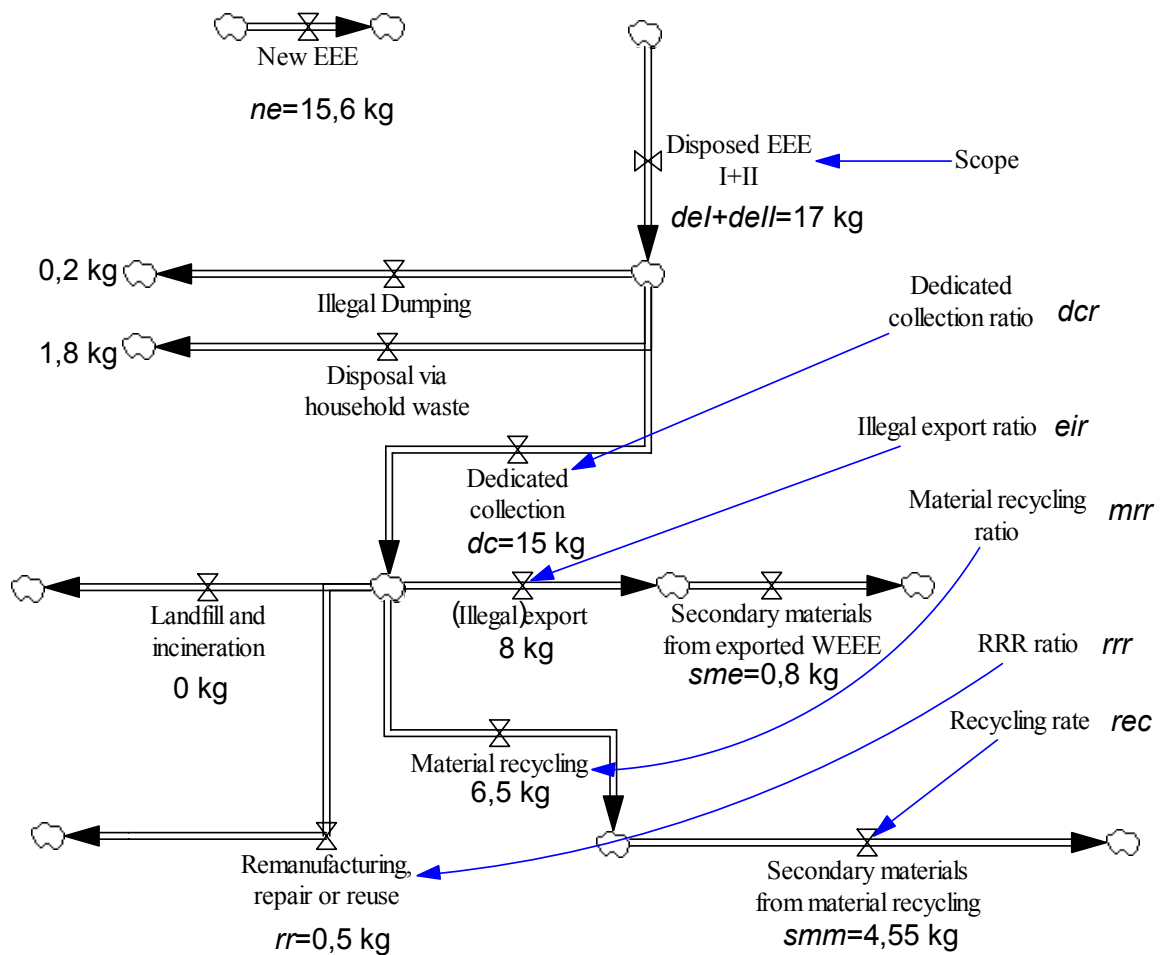 New EEE
ne=15,6 kg
Disposed EEE
I+II
Scope
deI+deII=17 kg
0,2 kg
Illegal Dumping
Dedicated
collection ratio dcr
1,8 kg
Disposal via
household waste
Illegal export ratio eir
Dedicated
collection
dc=15 kg
Material recycling
ratio
mrr
Landfill and
incineration
0 kg
(Illegal)export
8 kg
Secondary materials
from exported WEEE
sme=0,8 kg
RRR ratio rrr
Recycling rate rec
Material recycling
6,5 kg
Remanufacturing,
repair or reuse
rr=0,5 kg
Secondary materials
from material recycling
smm=4,55 kg